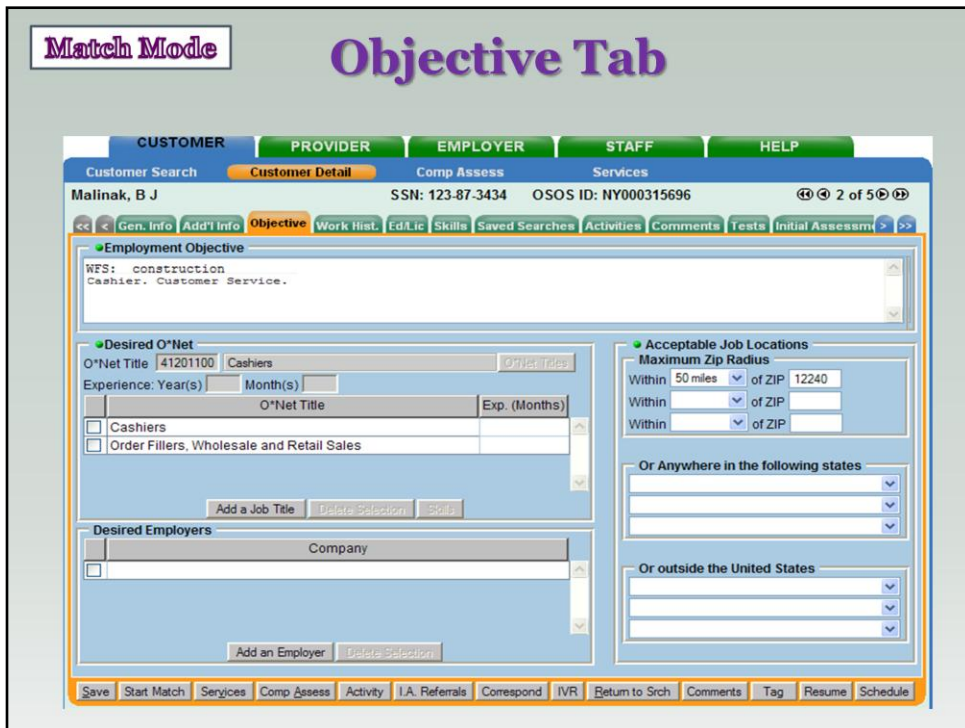 Match Mode
Objective Tab
CUSTOMER PROVIDER EMPLOYER STAFF HELP
Customer Search Customer Detail Comp Assess Services
Malinak, B J SSN: 123-87-3434 OSOS ID: NY000315696 2 of 5
<< < Gen. Info Add'l Info Objective Work Hist. Ed/Lic Skills Saved Searches Activities Comments Tests Initial Assessm > >>
Employment Objective
WFS: construction
Cashier. Customer Service.
Desired O*Net
O*Net Title 41201100 Cashiers O*Net Titles
Experience: Year(s) Month(s)
O*Net Title Exp. (Months)
Cashiers
Order Fillers, Wholesale and Retail Sales
Add a Job Title Delete Selection Skills
Desired Employers
Company
Add an Employer Delete Selection
Acceptable Job Locations
Maximum Zip Radius
Within 50 miles of ZIP 12240
Within of ZIP
Within of ZIP
Or Anywhere in the following states
Or outside the United States
Save Start Match Services Comp Assess Activity I.A. Referrals Correspond IVR Return to Srch Comments Tag Resume Schedule